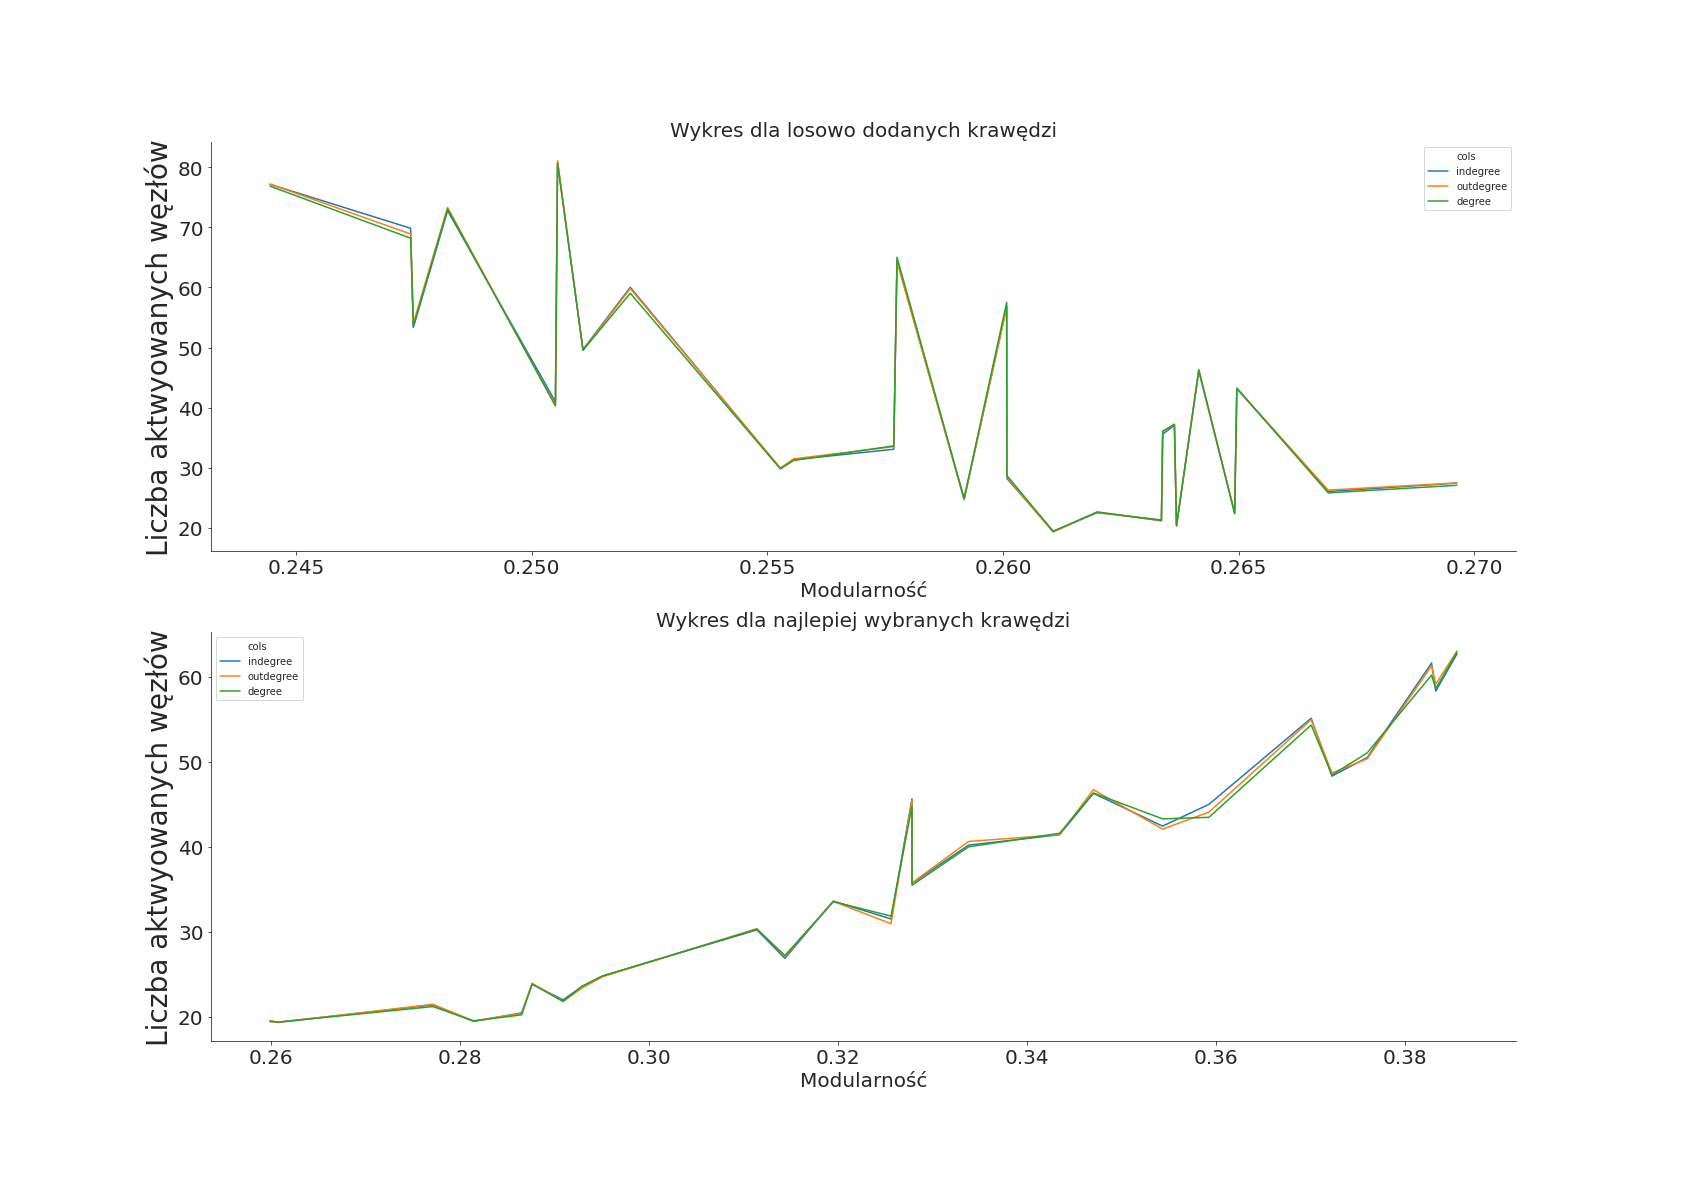 Wykres dla losowo dodanych krawędzi
Liczba aktwyowanych węzłów
80
70
60
50
40
30
20
cols
indegree
outdegree
degree
0.245 0.250 0.255 0.260 0.265 0.270
Modularność
Wykres dla najlepiej wybranych krawędzi
Liczba aktwyowanych węzłów
60
50
40
30
20
cols
indegree
outdegree
degree
0.26 0.28 0.30 0.32 0.34 0.36 0.38
Modularność